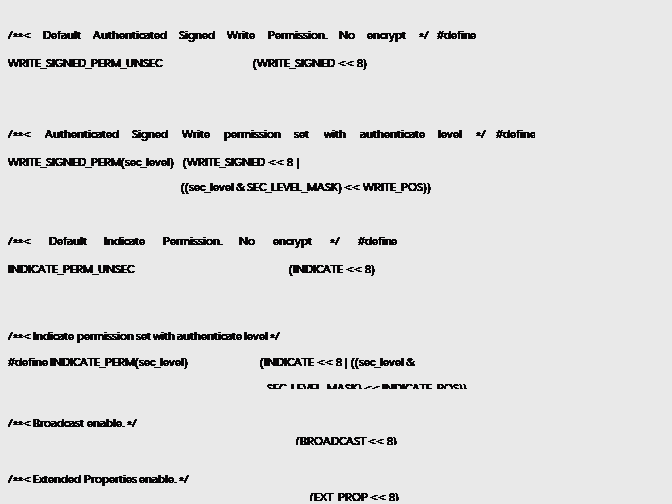 /**< Default Authenticated Signed Write Permission. No encrypt */ #define
WRITE_SIGNED_PERM_UNSEC (WRITE_SIGNED << 8)
/**< Authenticated Signed Write permission set with authenticate level */ #define
WRITE_SIGNED_PERM(sec_level) (WRITE_SIGNED << 8 |
((sec_level & SEC_LEVEL_MASK) << WRITE_POS))
/**< Default Indicate Permission. No encrypt */ #define
INDICATE_PERM_UNSEC (INDICATE << 8)
/**< Indicate permission set with authenticate level */
#define INDICATE_PERM(sec_level) (INDICATE << 8 | ((sec_level &
SEC_LEVEL_MASK) << INDICATE_POS))
/**< Broadcast enable. */
(BROADCAST << 8)
/**< Extended Properties enable. */
(EXT_PROP << 8)